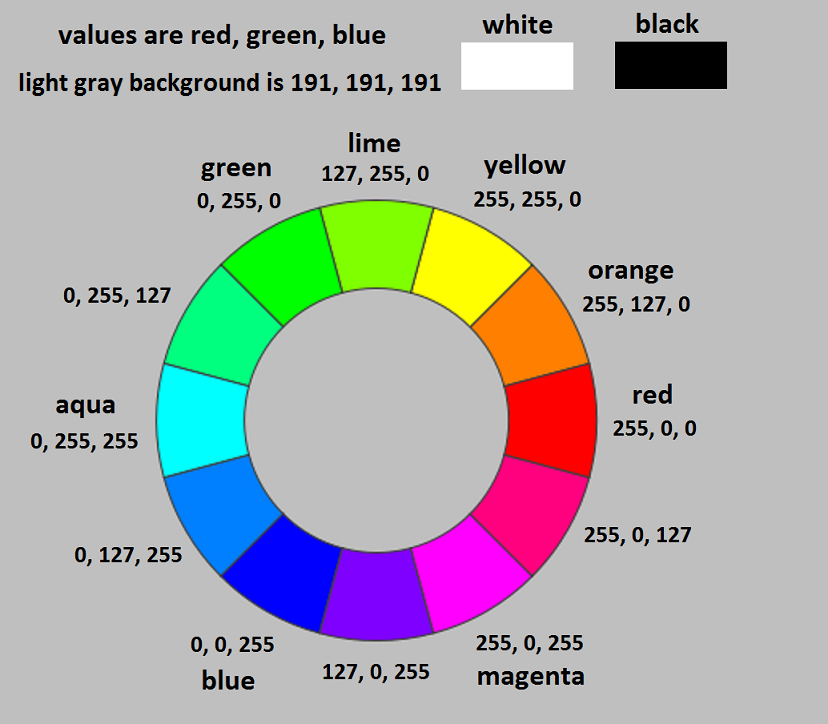 values are red, green, blue
light gray background is 191, 191, 191
white
black
lime
127, 255, 0
yellow
255, 255, 0
orange
255, 127, 0
red
255, 0, 0
255, 0, 127
255, 0, 255
magenta
127, 0, 255
0, 0, 255
blue
0, 127, 255
aqua
0, 255, 255
0, 255, 127
green
0, 255, 0